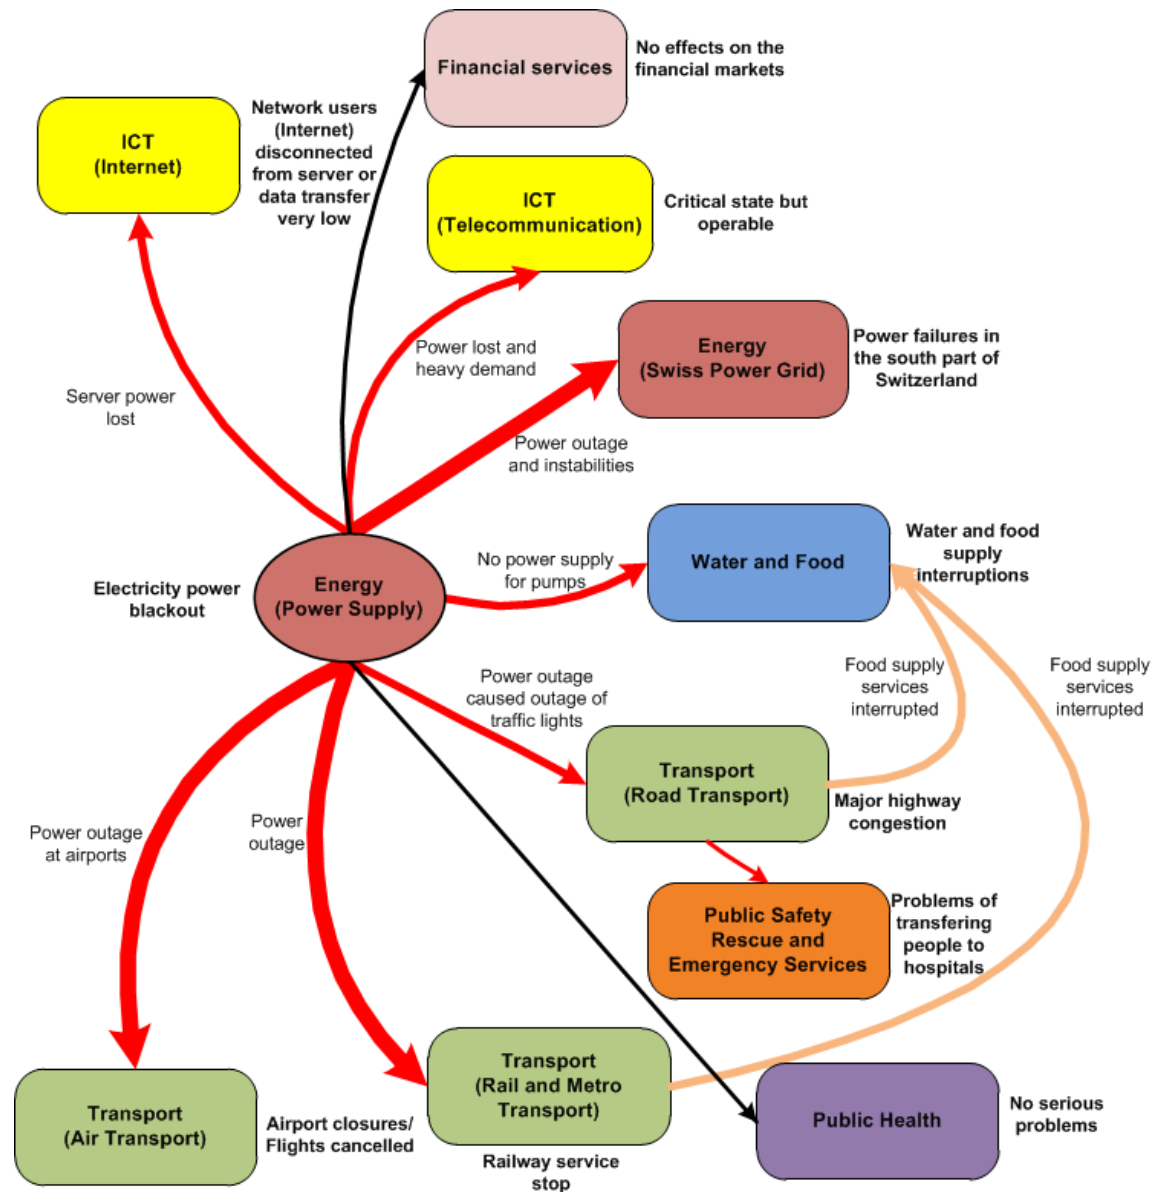 Financial services
No effects on the
financial markets
ICT
(Internet)
Network users
(Internet)
disconnected
from server or
data transfer
very low
ICT
(Telecommunication)
Critical state but
operable
Energy
(Swiss Power Grid)
Power failures in
the south part of
Switzerland
Power lost and
heavy demand
Server power
lost
Power outage
and instabilities
Water and Food
Water and food
supply
interruptions
No power supply
for pumps
Energy
(Power Supply)
Electricity power
blackout
Power outage
caused outage of
traffic lights
Food supply
services
interrupted
Food supply
services
interrupted
Transport
(Road Transport)
Major highway
congestion
Power outage
at airports
Power
outage
Public Safety
Rescue and
Emergency Services
Problems of
transfering
people to
hospitals
Transport
(Rail and Metro
Transport)
Railway service
stop
Transport
(Air Transport)
Airport closures/
Flights cancelled
Public Health
No serious
problems